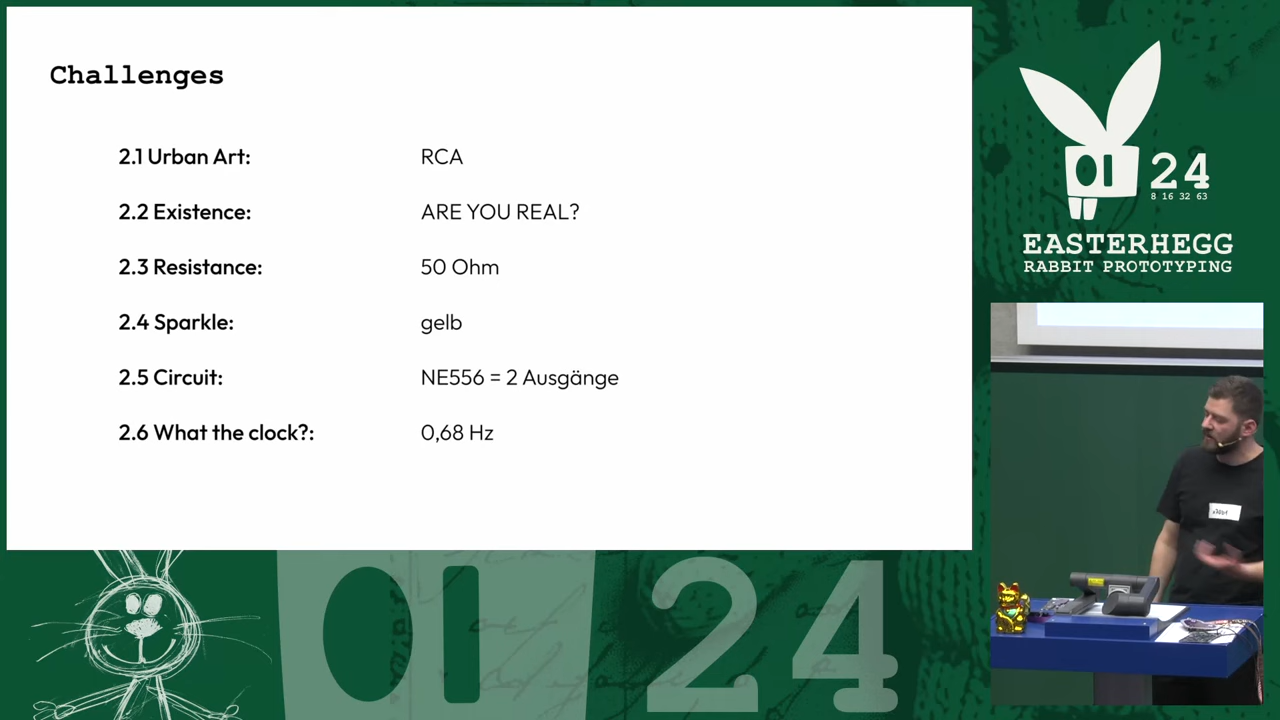 Challenges
2.1 Urban Art: RCA
2.2 Existence: ARE YOU REAL?
2.3 Resistance: 50 Ohm
2.4 Sparkle: gelb
2.5 Circuit: NE556 = 2 Ausgänge
2.6 What the clock?: 0,68 Hz
24
8 16 32 63
EASTERHEGG
RABBIT PROTOTYPING
24